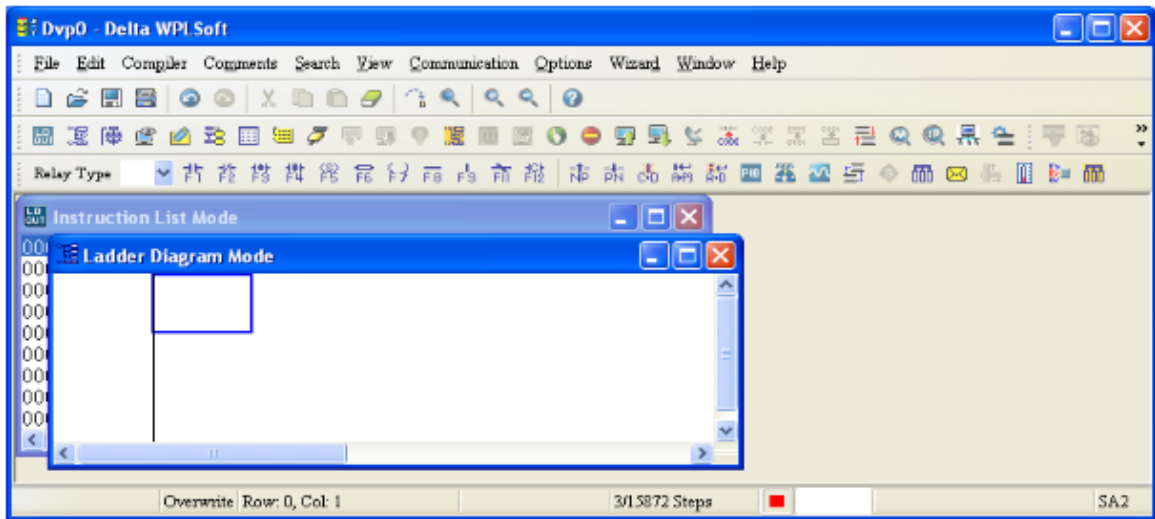 Dvp0 - Delta WPLSoft
File Edit Compiler Comments Search View Communication Options Wizard Window Help
Relay Type
Instruction List Mode
Ladder Diagram Mode
Overwrite Row: 0, Col: 1 3/15872 Steps SA2